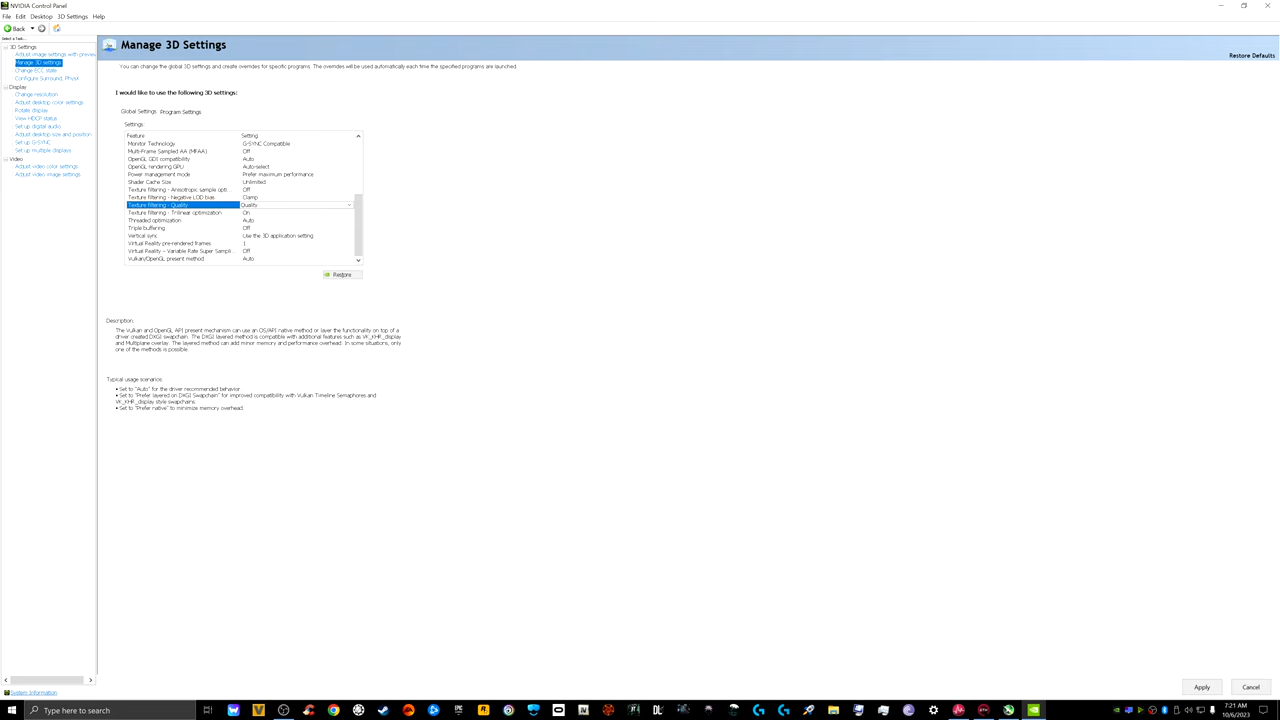 NVIDIA Control Panel
File Edit Desktop 3D Settings Help
Back
Select a Task...
3D Settings
Adjust image settings with preview
Manage 3D settings
Change ECC state
Configure Surround, PhysX
Display
Change resolution
Adjust desktop color settings
Rotate display
View HDCP status
Set up digital audio
Adjust desktop size and position
Set up G-SYNC
Set up multiple displays
Video
Adjust video color settings
Adjust video image settings
System Information
Manage 3D Settings
Restore Defaults
You can change the global 3D settings and create overrides for specific programs. The overrides will be used automatically each time the specified programs are launched.
I would like to use the following 3D settings:
Global Settings Program Settings
Settings:
Feature Setting
Monitor Technology G-SYNC Compatible
Multi-Frame Sampled AA (MFAA) Off
OpenGL GDI compatibility Auto
OpenGL rendering GPU Auto-select
Power management mode Prefer maximum performance
Shader Cache Size Unlimited
Texture filtering - Anisotropic sample opti... Off
Texture filtering - Negative LOD bias Clamp
Texture filtering - Quality Quality
Texture filtering - Trilinear optimization On
Threaded optimization Auto
Triple buffering Off
Vertical sync Use the 3D application setting
Virtual Reality pre-rendered frames 1
Virtual Reality - Variable Rate Super Sampli... Off
Vulkan/OpenGL present method Auto
Restore
Description:
The Vulkan and OpenGL API present mechanism can use an OS/API native method or layer the functionality on top of a
driver created DXGI swapchain. The DXGI layered method is compatible with additional features such as VK_KHR_display
and Multiplane overlay. The layered method can add minor memory and performance overhead. In some situations, only
one of the methods is possible.
Typical usage scenarios:
• Set to "Auto" for the driver recommended behavior
• Set to "Prefer layered on DXGI Swapchain" for improved compatibility with Vulkan Timeline Semaphores and
VK_KHR_display style swapchains.
• Set to "Prefer native" to minimize memory overhead.
Apply Cancel
Type here to search
7:21 AM
10/6/2023